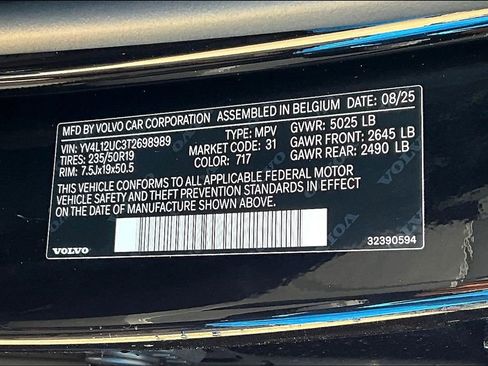 MFD BY VOLVO CAR CORPORATION ASSEMBLED IN BELGIUM DATE: 08/25
VIN: YV4L12UC3T2698989 TYPE: MPV GVWR: 5025 LB
TIRES: 235/50R19 MARKET CODE: 31 GAWR FRONT: 2645 LB
RIM: 7.5Jx19x50.5 COLOR: 717 GAWR REAR: 2490 LB
THIS VEHICLE CONFORMS TO ALL APPLICABLE FEDERAL MOTOR
VEHICLE SAFETY AND THEFT PREVENTION STANDARDS IN EFFECT
ON THE DATE OF MANUFACTURE SHOWN ABOVE.
VOLVO 32390594